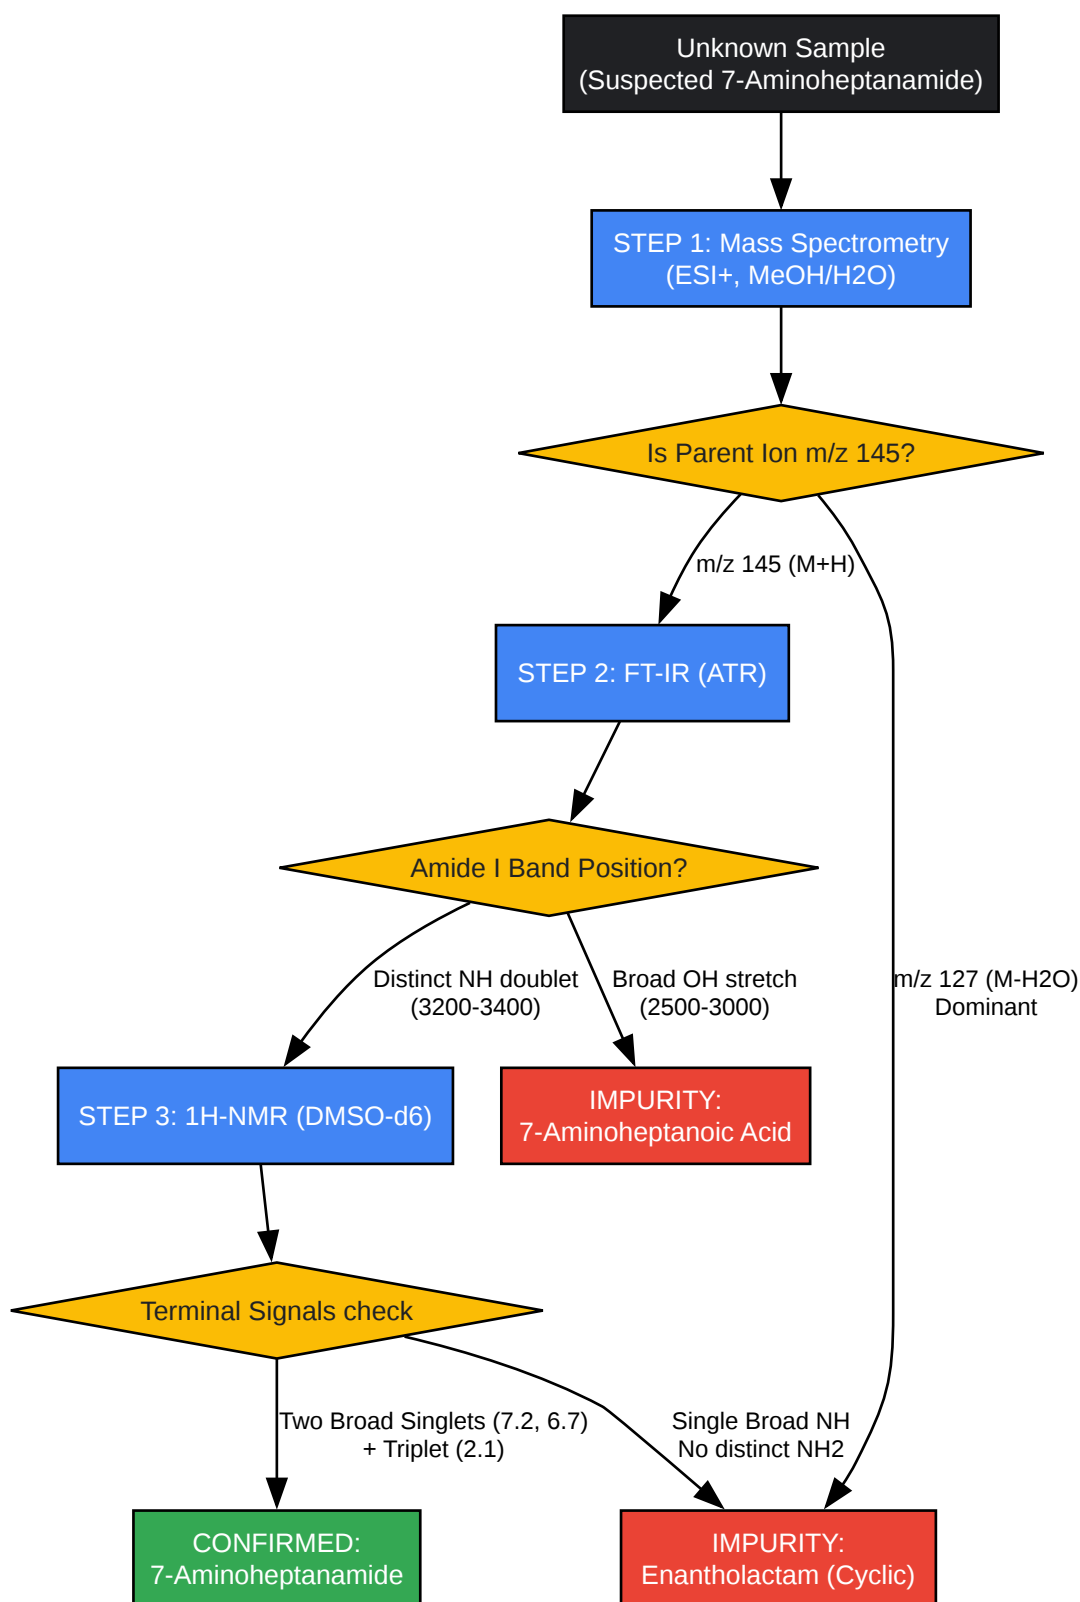 Unknown Sample
(Suspected 7-Aminoheptanamide)
STEP 1: Mass Spectrometry
(ESI+, MeOH/H2O)
Is Parent Ion m/z 145?
m/z 145 (M+H)
STEP 2: FT-IR (ATR)
Amide I Band Position?
Distinct NH doublet
(3200-3400)
Broad OH stretch
(2500-3000)
m/z 127 (M-H2O)
Dominant
STEP 3: 1H-NMR (DMSO-d6)
IMPURITY:
7-Aminoheptanoic Acid
Terminal Signals check
Two Broad Singlets (7.2, 6.7)
+ Triplet (2.1)
Single Broad NH
No distinct NH2
CONFIRMED:
7-Aminoheptanamide
IMPURITY:
Enantholactam (Cyclic)